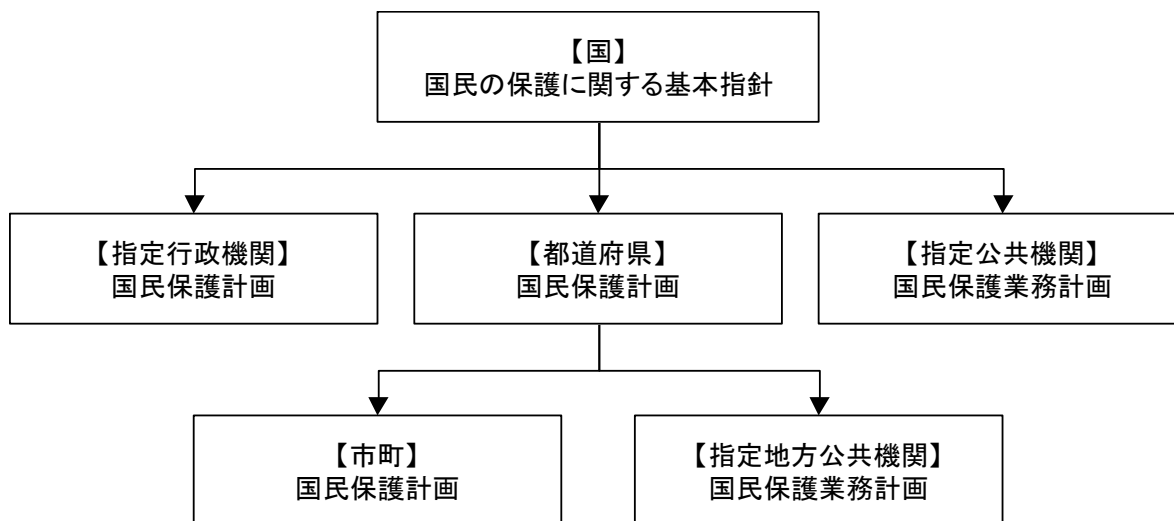 【国】
国民の保護に関する基本指針
【指定行政機関】
国民保護計画
【都道府県】
国民保護計画
【指定公共機関】
国民保護業務計画
【市町】
国民保護計画
【指定地方公共機関】
国民保護業務計画